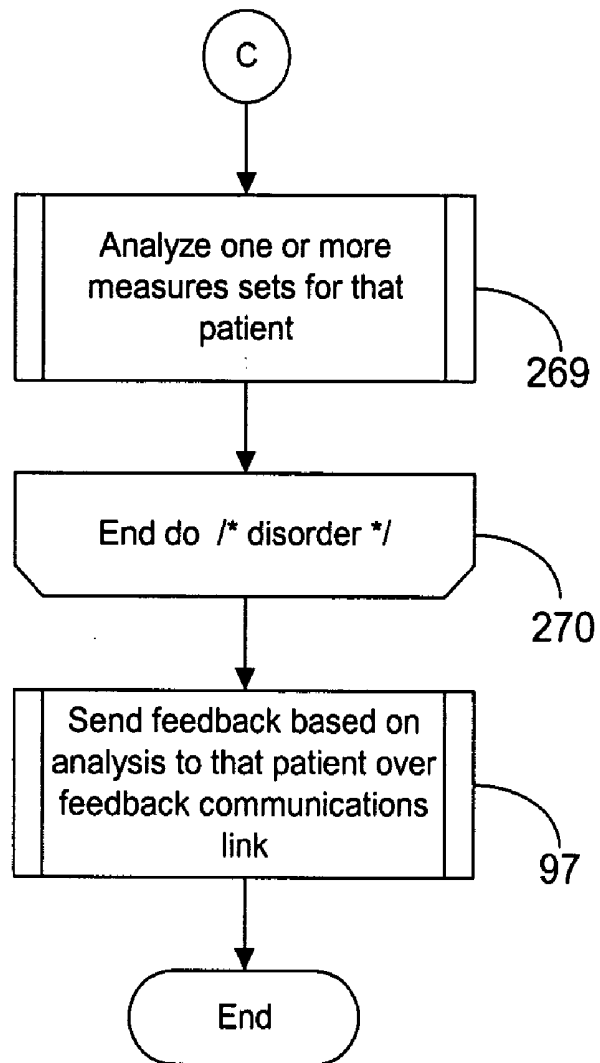 C
Analyze one or more
measures sets for that
patient
269
End do /* disorder */
270
Send feedback based on
analysis to that patient over
feedback communications
link
97
End